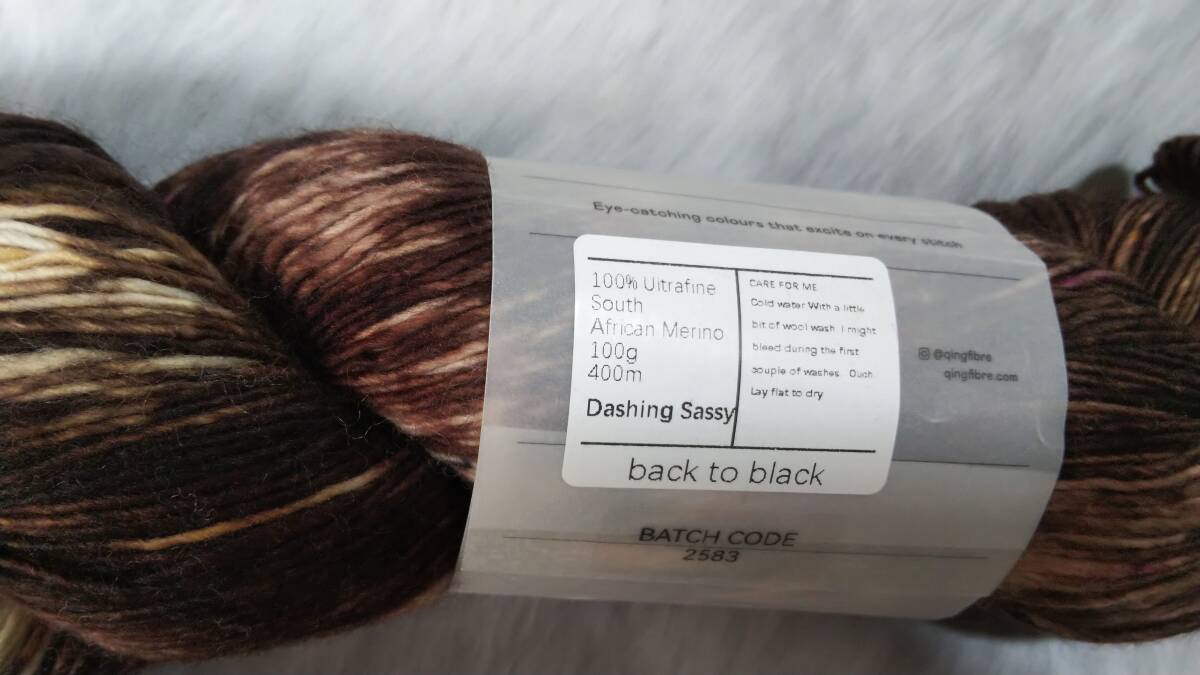 Eye-catching colours that excite on every stitch
100% Ultrafine
South
African Merino
100g
400m
Dashing Sassy
CARE FOR ME
Cold water With a little
bit of wool wash I might
bleed during the first
couple of washes. Ouch.
Lay flat to dry
back to black
@qingfibre
qingfibre.com
BATCH CODE
2583